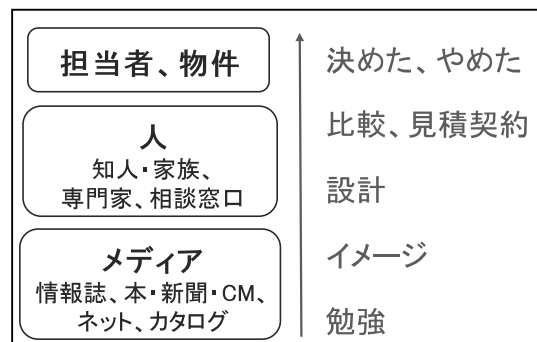 担当者、物件
人
知人・家族、
専門家、相談窓口
メディア
情報誌、本・新聞・CM、
ネット、カタログ
決めた、やめた
比較、見積契約
設計
イメージ
勉強